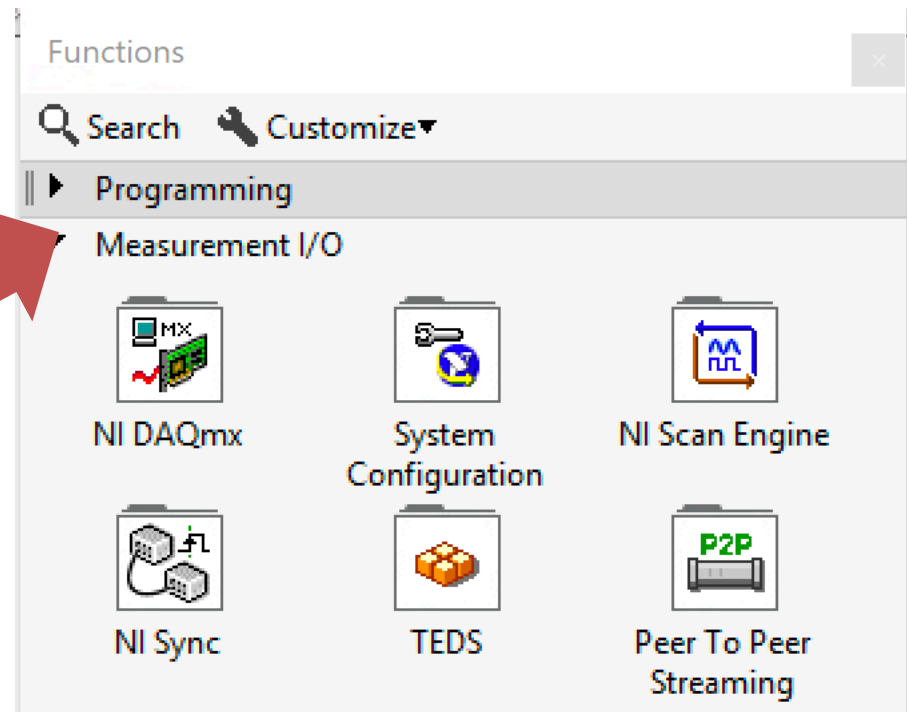 Functions
Search Customize
Programming
Measurement I/O
MX
NI DAQmx
System
Configuration
NI Scan Engine
P2P
NI Sync
TEDS
Peer To Peer
Streaming